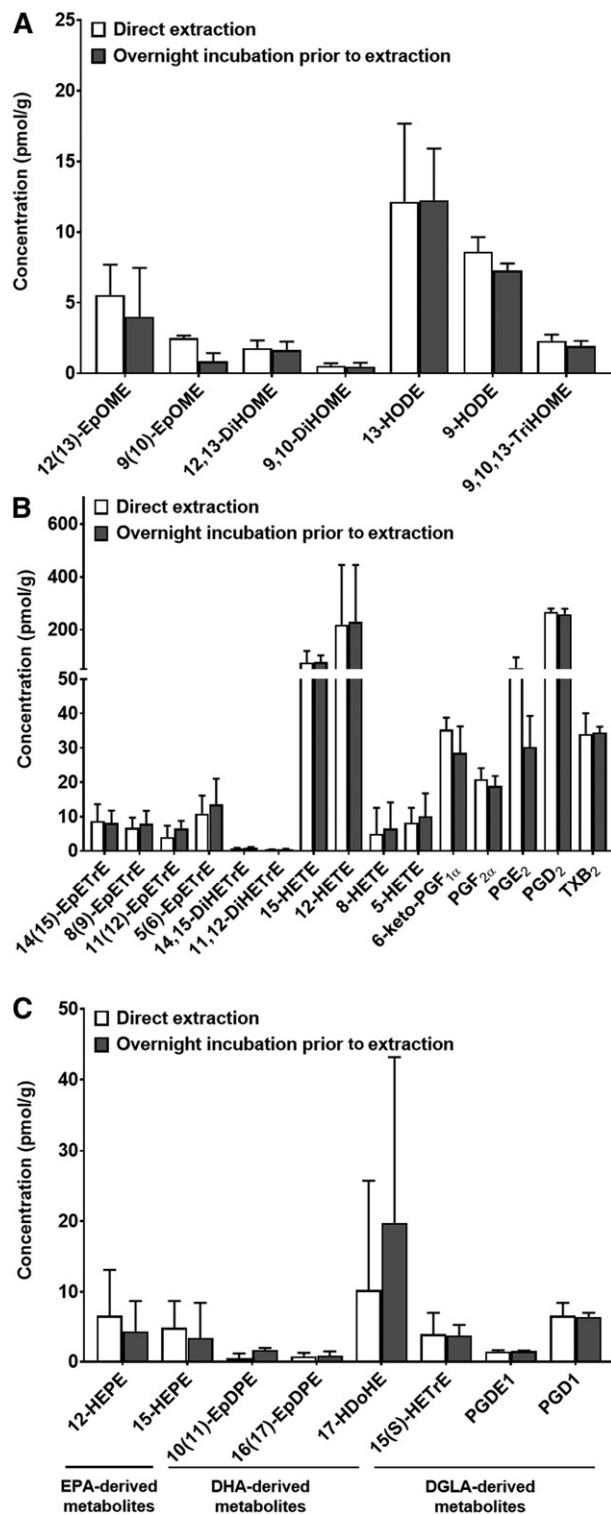 A
Direct extraction
Overnight incubation prior to extraction
Concentration (pmol/g)
25
20
15
10
5
0
12(13)-EpOME
9(10)-EpOME
12,13-DiHOME
9,10-DiHOME
13-HODE
9-HODE
9,10,13-TriHOME
B
Direct extraction
Overnight incubation prior to extraction
Concentration (pmol/g)
600
400
200
50
40
30
20
10
0
14(15)-EpETrE
8(9)-EpETrE
11(12)-EpETrE
5(6)-EpETrE
14,15-DiHETrE
11,12-DiHETrE
15-HETE
12-HETE
8-HETE
5-HETE
6-keto-PGF1α
PGF2α
PGE2
PGD2
TXB2
C
Direct extraction
Overnight incubation prior to extraction
Concentration (pmol/g)
50
40
30
20
10
0
12-HEPE
15-HEPE
10(11)-EpDPE
16(17)-EpDPE
17-HDoHE
15(S)-HETrE
PGDE1
PGD1
EPA-derived
metabolites
DHA-derived
metabolites
DGLA-derived
metabolites